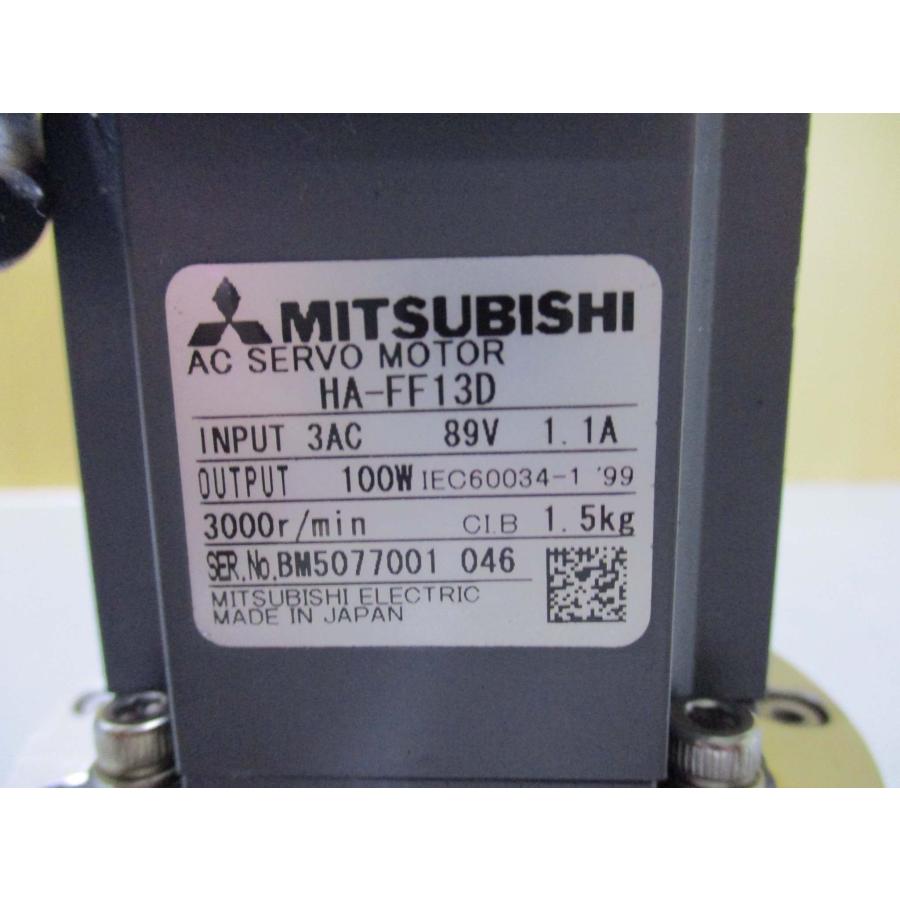 MITSUBISHI
AC SERVO MOTOR
HA-FF13D
INPUT 3AC 89V 1.1A
OUTPUT 100W IEC60034-1 '99
3000r/min CI.B 1.5kg
SER.No.BM5077001 046
MITSUBISHI ELECTRIC
MADE IN JAPAN